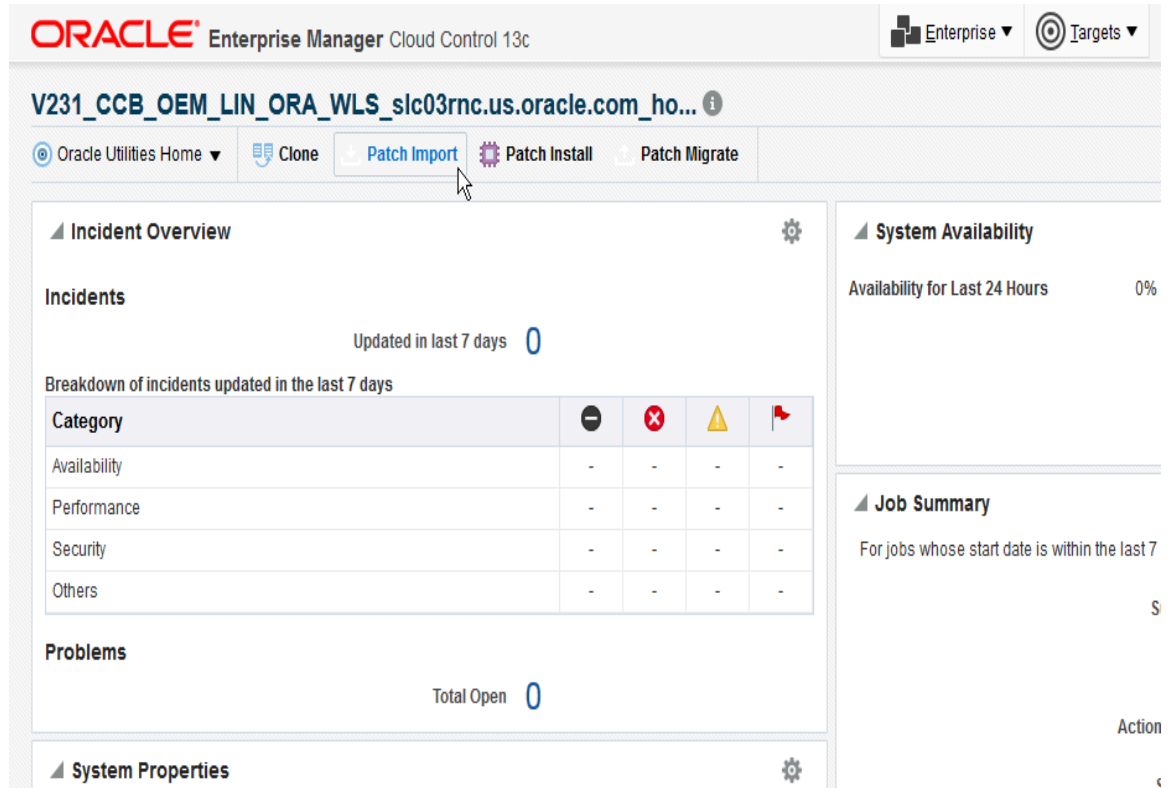 ORACLE® Enterprise Manager Cloud Control 13c
Enterprise ▼ Targets ▼
V231_CCB_OEM_LIN_ORA_WLS_slc03rnc.us.oracle.com_ho...
Oracle Utilities Home ▼ Clone Patch Import Patch Install Patch Migrate
Incident Overview
Incidents
Updated in last 7 days 0
Breakdown of incidents updated in the last 7 days
Category
Availability - - - -
Performance - - - -
Security - - - -
Others - - - -
Problems
Total Open 0
System Properties
System Availability
Availability for Last 24 Hours 0%
Job Summary
For jobs whose start date is within the last 7
Action